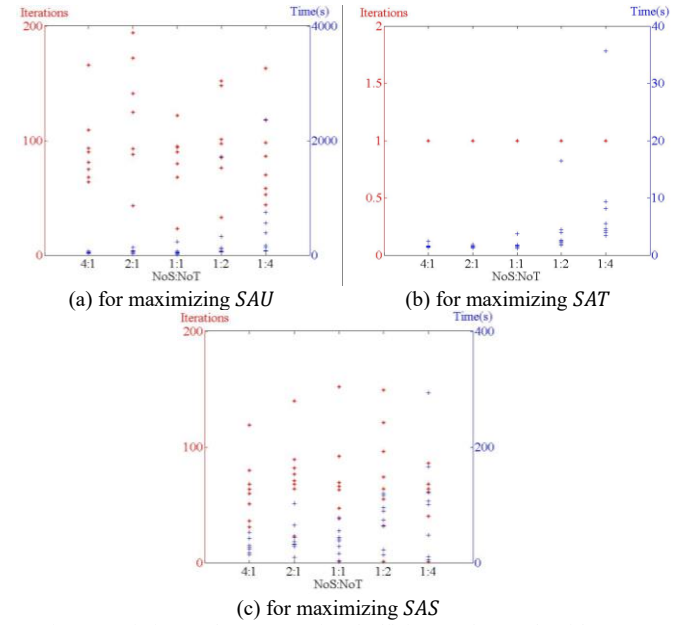 Iterations Time(s) Iterations Time(s)
200 4000 2 40
1.5 30
100 2000 1 20
0.5 10
0 0 0 0
4:1 2:1 1:1 1:2 1:4 4:1 2:1 1:1 1:2 1:4
NoS:NoT NoS:NoT
(a) for maximizing SAU (b) for maximizing SAT
Iterations Time(s)
200 400
100 200
0 0
4:1 2:1 1:1 1:2 1:4
NoS:NoT
(c) for maximizing SAS